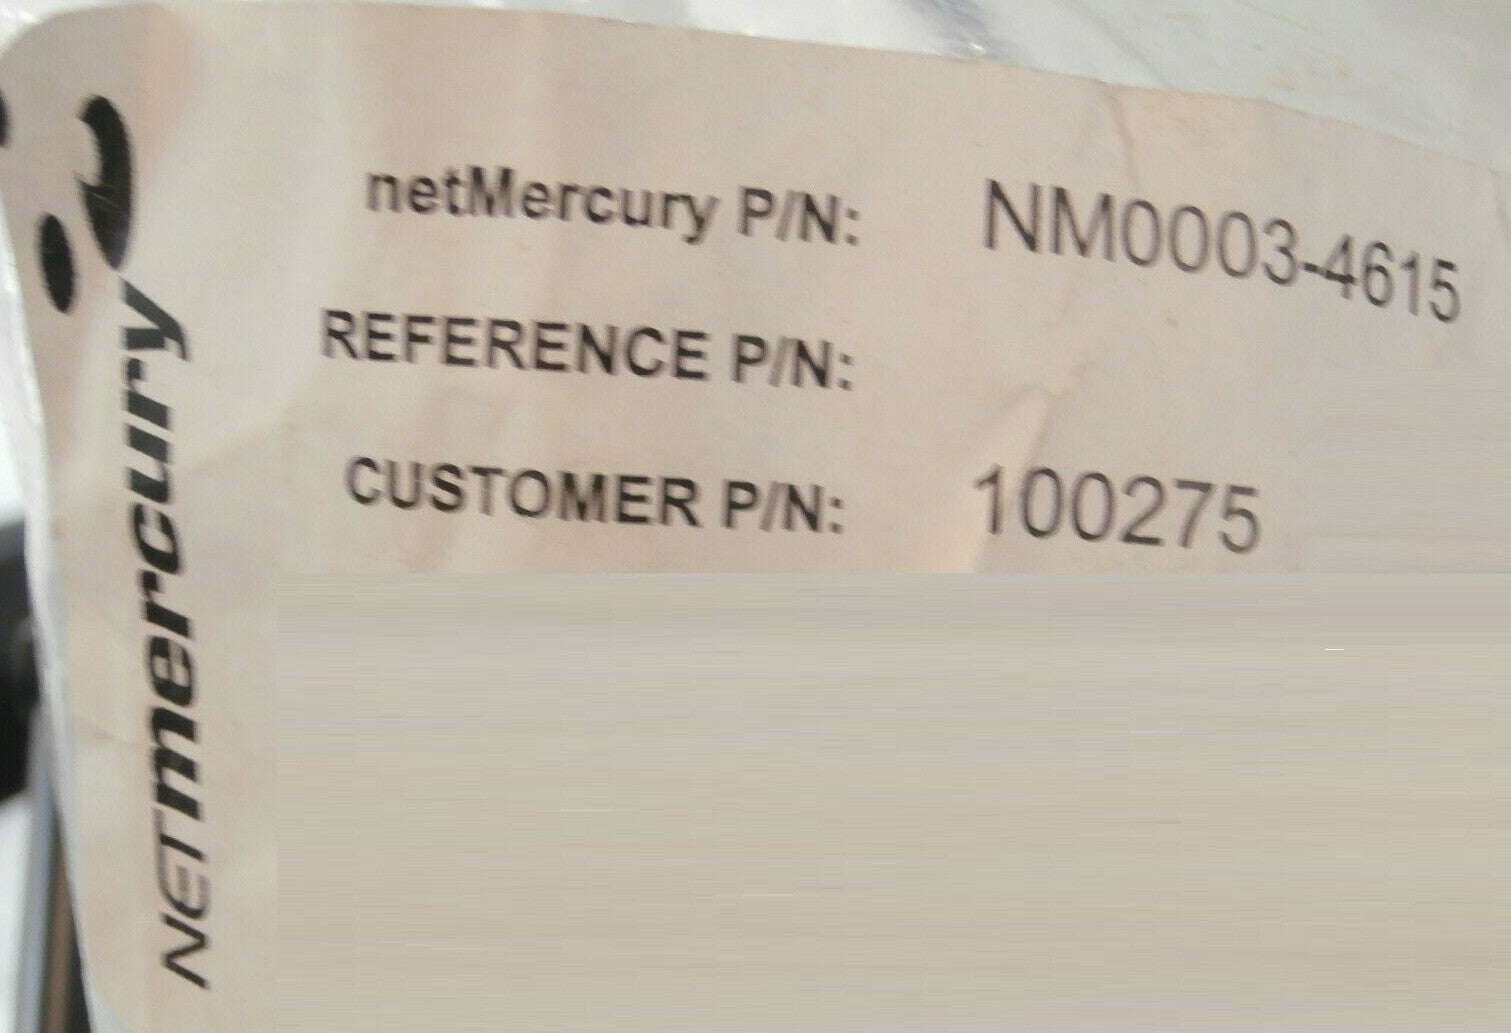 netMercury P/N: NM0003-4615
REFERENCE P/N:
CUSTOMER P/N: 100275
NETmercury